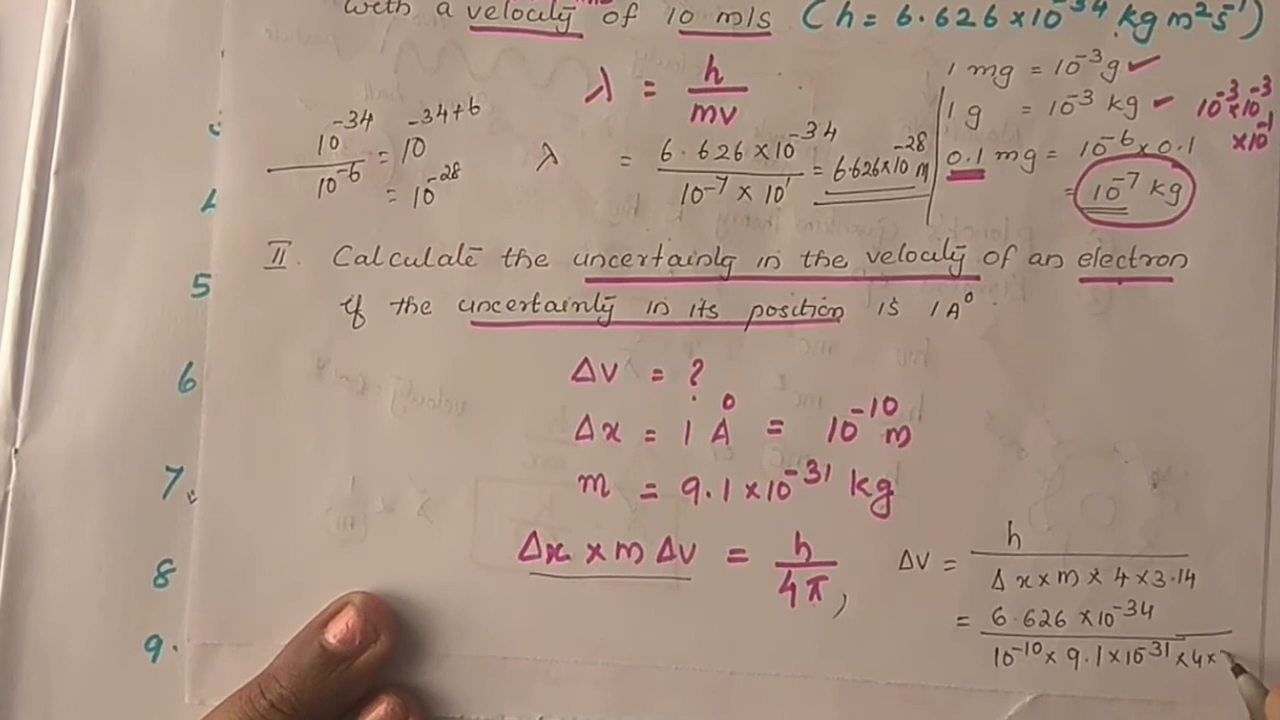 with a velocity of 10 m/s (h = 6.626 ×10⁻³⁴ kg m²s⁻¹)
λ = h / mv
1 mg = 10⁻³g ✓
1 g = 10⁻³ kg ✓
10⁻³×10⁻³
×10⁻¹
10⁻³⁴ / 10⁻⁶ = 10⁻³⁴⁺⁶
= 10⁻²⁸
λ = 6.626 ×10⁻³⁴ / 10⁻⁷ × 10¹ = 6.626×10⁻²⁸ m
0.1 mg = 10⁻⁶ × 0.1
= 10⁻⁷ kg
II. Calculate the uncertainty in the velocity of an electron
if the uncertainty in its position is 1A⁰
Δv = ?
Δx = 1 Å = 10⁻¹⁰ m
m = 9.1 ×10⁻³¹ kg
Δx × m Δv = h / 4π,
Δv = h / Δx × m × 4 × 3.14
= 6.626 ×10⁻³⁴ / 10⁻¹⁰ × 9.1 × 10⁻³¹ × 4×
5
6
7.
8
9.